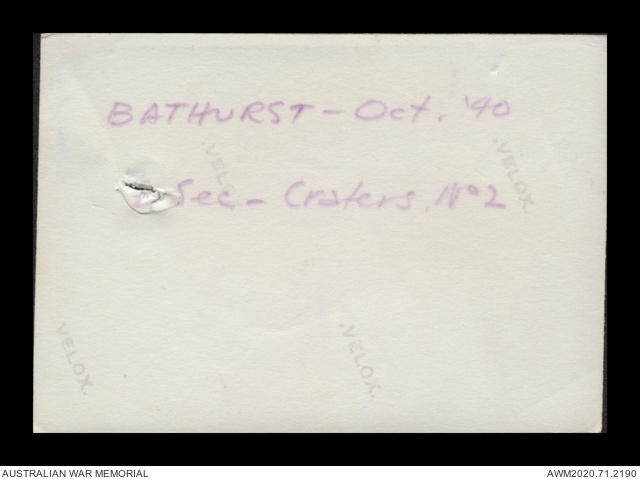 BATHURST - Oct. '40
Sec - Craters. No 2
VELOX.
VELOX.
VELOX.
VELOX.
AUSTRALIAN WAR MEMORIAL
AWM2020.71.2190